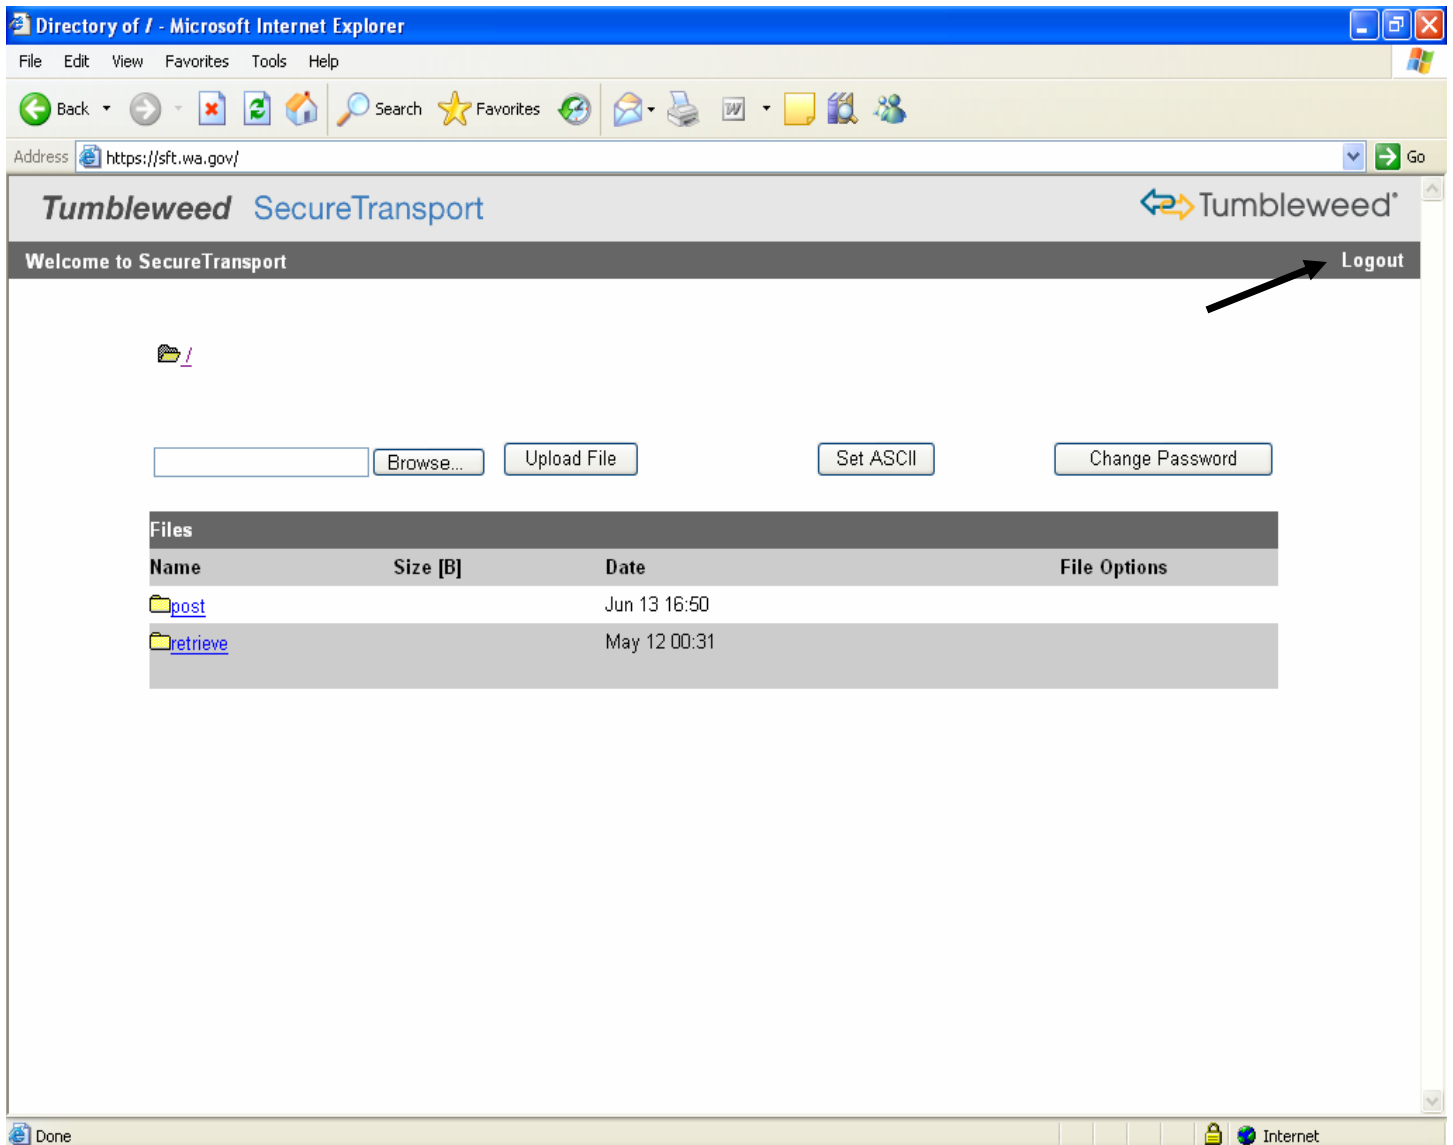 Directory of / - Microsoft Internet Explorer
File Edit View Favorites Tools Help
Back Search Favorites
Address https://sft.wa.gov/ Go
Tumbleweed SecureTransport Tumbleweed®
Welcome to SecureTransport Logout
/
Browse... Upload File Set ASCII Change Password
Files
Name Size [B] Date File Options
post Jun 13 16:50
retrieve May 12 00:31
Done Internet